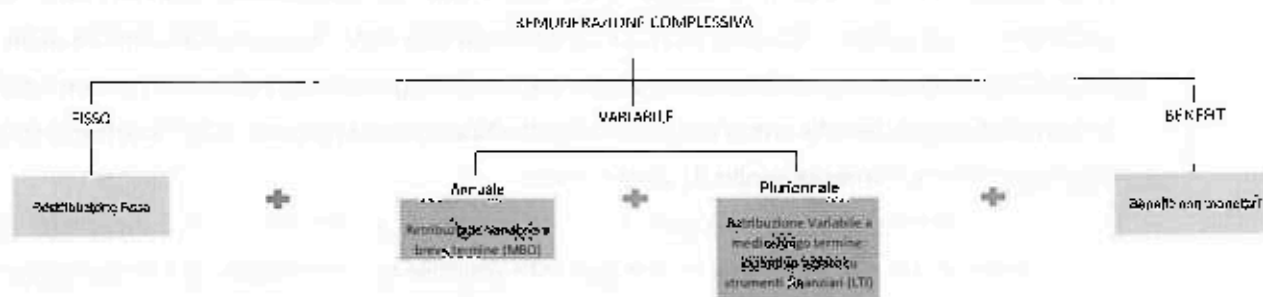 REMUNERAZIONE COMPLESSIVA
FISSO
VARIABILE
BENEFIT
Retribuzione Fissa
Annuale
Retribuzione Variabile a
breve termine (MBO)
Pluriennale
Retribuzione Variabile a
medio lungo termine:
strumenti finanziari (LTI)
Benefit non monetari